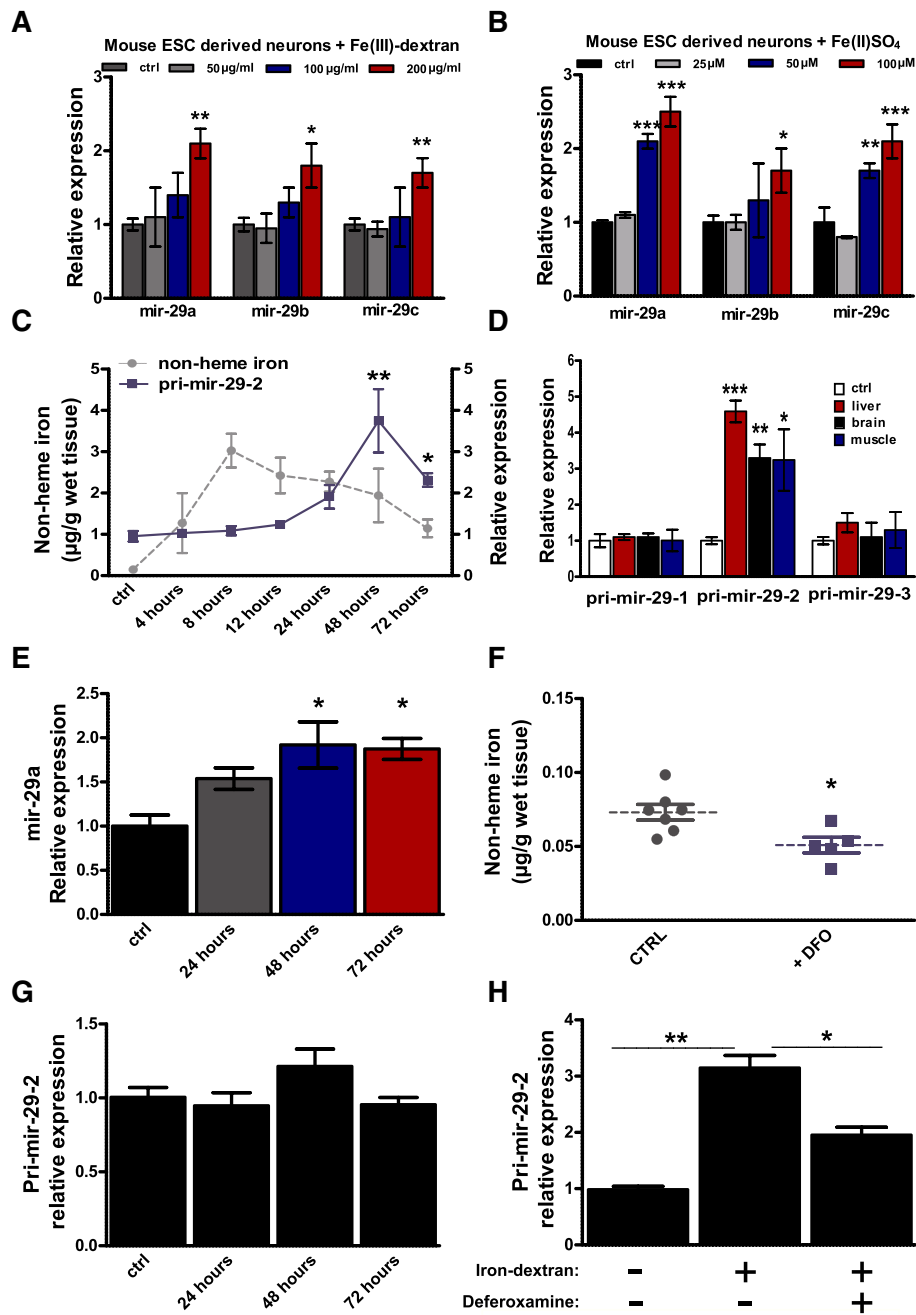 A
Mouse ESC derived neurons + Fe(III)-dextran
ctrl 50µg/ml 100µg/ml 200µg/ml
Relative expression
3
2
1
0
** * **
mir-29a mir-29b mir-29c
B
Mouse ESC derived neurons + Fe(II)SO4
ctrl 25µM 50µM 100µM
Relative expression
3
2
1
0
*** *** * ** ***
mir-29a mir-29b mir-29c
C
non-heme iron
pri-mir-29-2
Non-heme iron
(µg/g wet tissue)
5
4
3
2
1
0
** *
5
4
3
2
1
0
Relative expression
ctrl 4 hours 8 hours 12 hours 24 hours 48 hours 72 hours
D
ctrl
liver
brain
muscle
Relative expression
6
5
4
3
2
1
0
*** ** *
pri-mir-29-1 pri-mir-29-2 pri-mir-29-3
E
mir-29a
Relative expression
2.5
2.0
1.5
1.0
0.5
0.0
* *
ctrl 24 hours 48 hours 72 hours
F
Non-heme iron
(µg/g wet tissue)
0.15
0.10
0.05
0.00
*
CTRL + DFO
G
Pri-mir-29-2
relative expression
1.5
1.0
0.5
0.0
ctrl 24 hours 48 hours 72 hours
H
Pri-mir-29-2
relative expression
4
3
2
1
0
** *
Iron-dextran: - + +
Deferoxamine: - - +